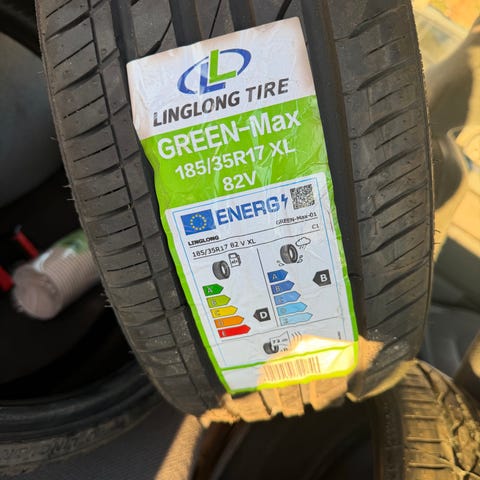 LINGLONG TIRE
GREEN-Max
185/35R17 XL
82V
ENERG
GREEN-Max-01
LINGLONG
C1
185/35R17 82 V XL
A
B
C
D
E
D
A
B
C
D
E
B